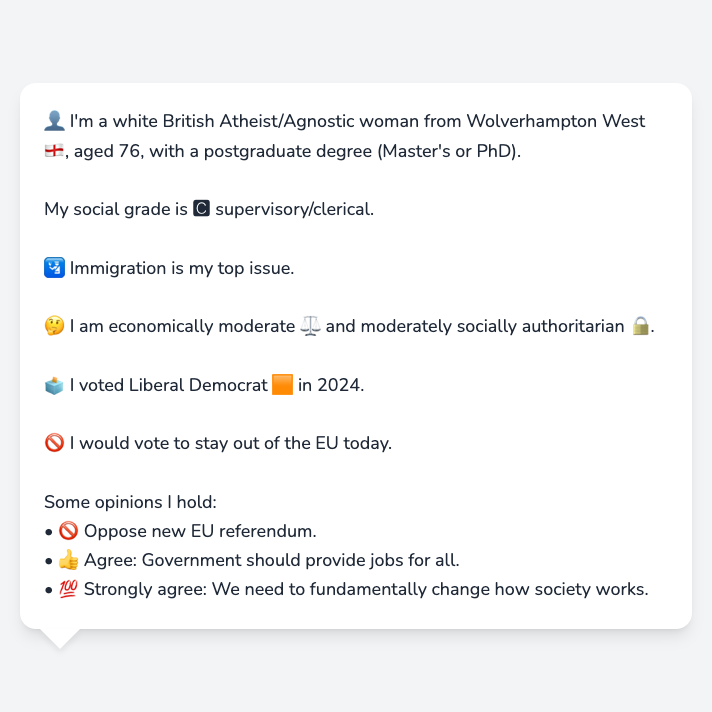 👤 I'm a white British Atheist/Agnostic woman from Wolverhampton West
🏴󠁧󠁢󠁥󠁮󠁧󠁿, aged 76, with a postgraduate degree (Master's or PhD).
My social grade is C supervisory/clerical.
🛂 Immigration is my top issue.
🤔 I am economically moderate ⚖️ and moderately socially authoritarian 🔒.
🗳️ I voted Liberal Democrat 🟧 in 2024.
🚫 I would vote to stay out of the EU today.
Some opinions I hold:
• 🚫 Oppose new EU referendum.
• 👍 Agree: Government should provide jobs for all.
• 💯 Strongly agree: We need to fundamentally change how society works.